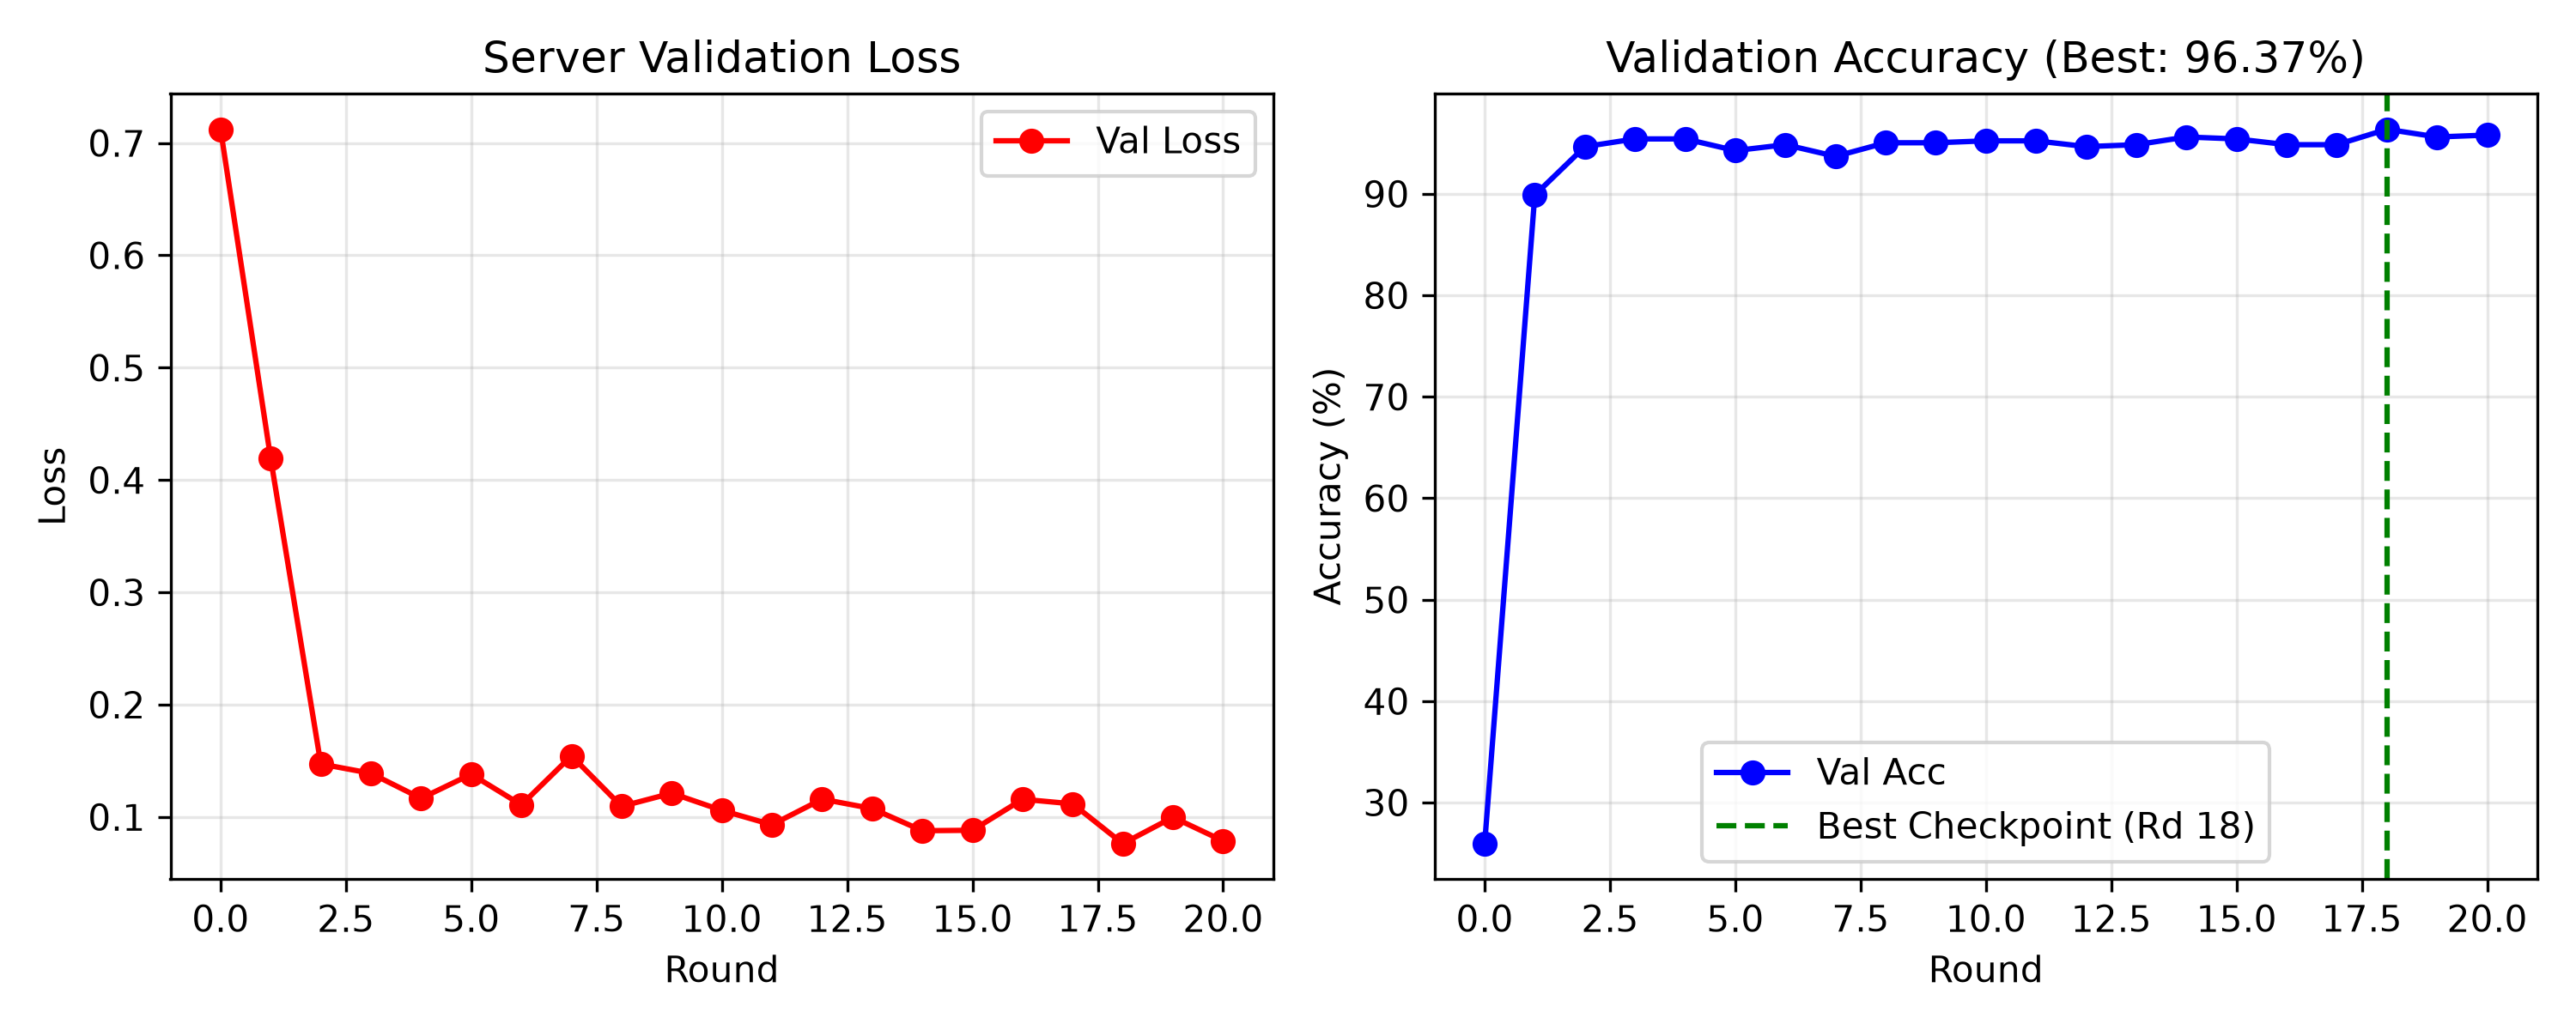 Server Validation Loss
Val Loss
0.7
0.6
0.5
0.4
0.3
0.2
0.1
Loss
0.0 2.5 5.0 7.5 10.0 12.5 15.0 17.5 20.0
Round
Validation Accuracy (Best: 96.37%)
90
80
70
60
50
40
30
Accuracy (%)
Val Acc
Best Checkpoint (Rd 18)
0.0 2.5 5.0 7.5 10.0 12.5 15.0 17.5 20.0
Round